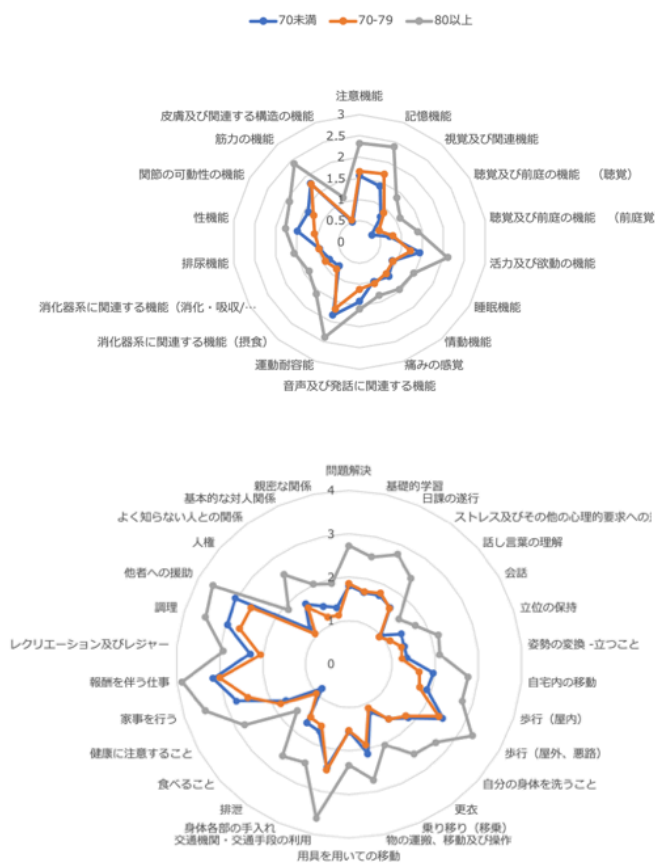 70未満 70-79 80以上
注意機能
皮膚及び関連する構造の機能 記憶機能
筋力の機能 視覚及び関連機能
関節の可動性の機能 聴覚及び前庭の機能 （聴覚）
性機能 聴覚及び前庭の機能 （前庭覚
排尿機能 活力及び欲動の機能
消化器系に関連する機能（消化・吸収/… 睡眠機能
消化器系に関連する機能（摂食） 情動機能
運動耐容能 痛みの感覚
音声及び発話に関連する機能
3
2.5
2
1.5
1
0.5
0
問題解決
親密な関係 基礎的学習
基本的な対人関係 日課の遂行
よく知らない人との関係 ストレス及びその他の心理的要求への
人権 話し言葉の理解
他者への援助 会話
調理 立位の保持
レクリエーション及びレジャー 姿勢の変換 -立つこと
報酬を伴う仕事 自宅内の移動
家事を行う 歩行（屋内）
健康に注意すること 歩行（屋外、悪路）
食べること 自分の身体を洗うこと
排泄 更衣
身体各部の手入れ 乗り移り（移乗）
交通機関・交通手段の利用 物の運搬、移動及び操作
用具を用いての移動
4
3
2
1
0